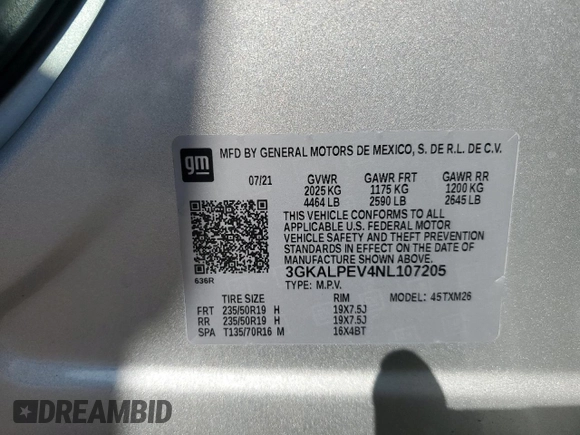 gm
MFD BY GENERAL MOTORS DE MEXICO, S. DE R.L. DE C.V.
07/21 GVWR GAWR FRT GAWR RR
2025 KG 1175 KG 1200 KG
4464 LB 2590 LB 2645 LB
THIS VEHICLE CONFORMS TO ALL
APPLICABLE U.S. FEDERAL MOTOR
VEHICLE SAFETY AND THEFT PREVENTION
STANDARDS IN EFFECT ON THE DATE OF
MANUFACTURE SHOWN ABOVE.
3GKALPEV4NL107205
636R TYPE: M.P.V.
TIRE SIZE RIM MODEL: 45TXM26
FRT 235/50R19 H 19X7.5J
RR 235/50R19 H 19X7.5J
SPA T135/70R16 M 16X4BT
DREAMBID